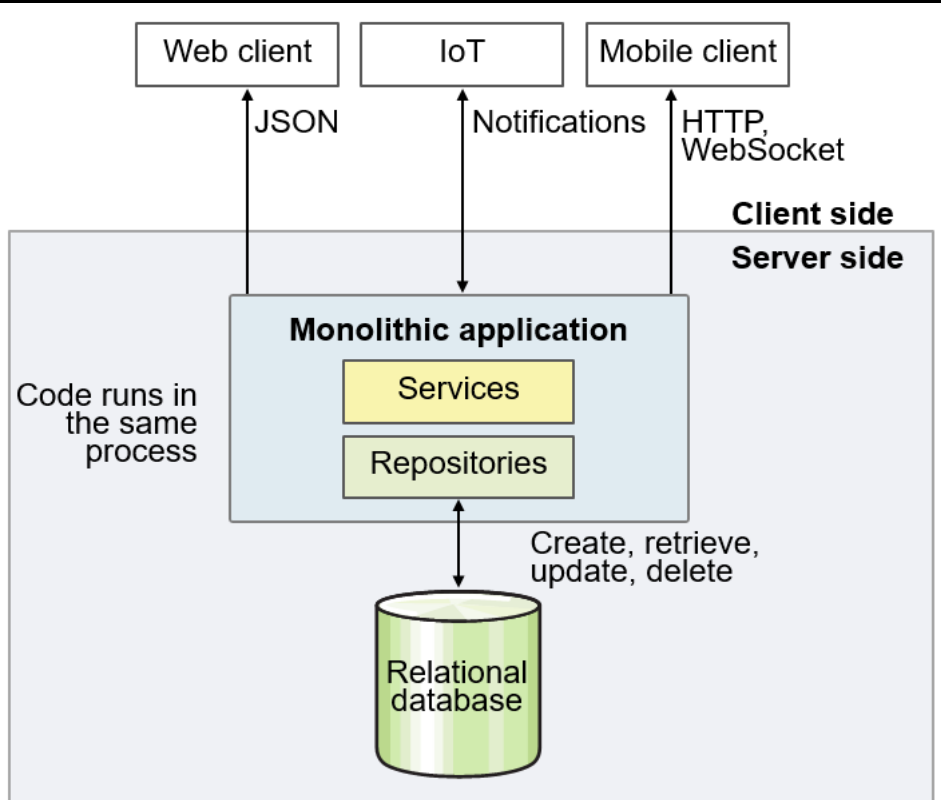 Web client
IoT
Mobile client
JSON
Notifications
HTTP,
WebSocket
Client side
Server side
Monolithic application
Services
Code runs in
the same
process
Repositories
Create, retrieve,
update, delete
Relational
database